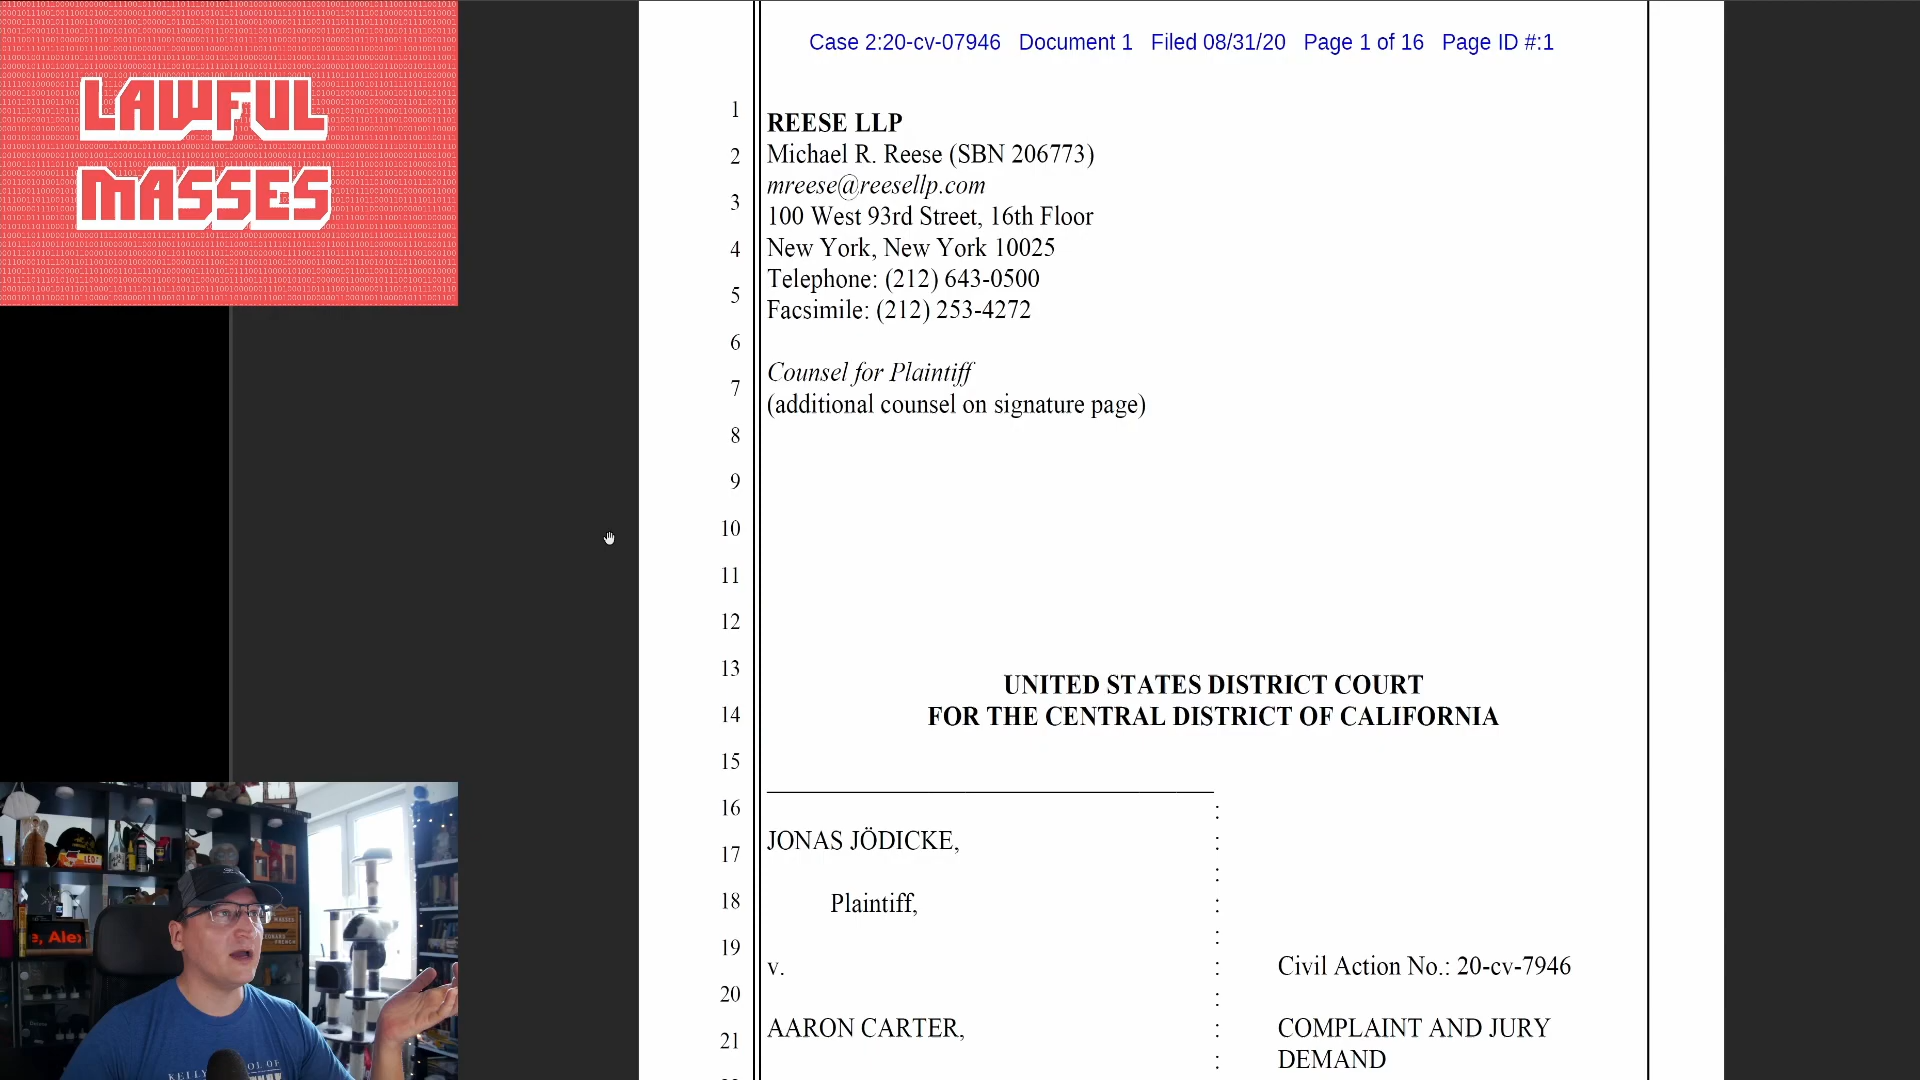 LAWFUL
MASSES
Case 2:20-cv-07946 Document 1 Filed 08/31/20 Page 1 of 16 Page ID #:1
1
2
3
4
5
6
7
8
9
10
11
12
13
14
15
16
17
18
19
20
21
REESE LLP
Michael R. Reese (SBN 206773)
mreese@reesellp.com
100 West 93rd Street, 16th Floor
New York, New York 10025
Telephone: (212) 643-0500
Facsimile: (212) 253-4272
Counsel for Plaintiff
(additional counsel on signature page)
UNITED STATES DISTRICT COURT
FOR THE CENTRAL DISTRICT OF CALIFORNIA
JONAS JÖDICKE,
Plaintiff,
v.
AARON CARTER,
Civil Action No.: 20-cv-7946
COMPLAINT AND JURY
DEMAND
e, Alex
LEO